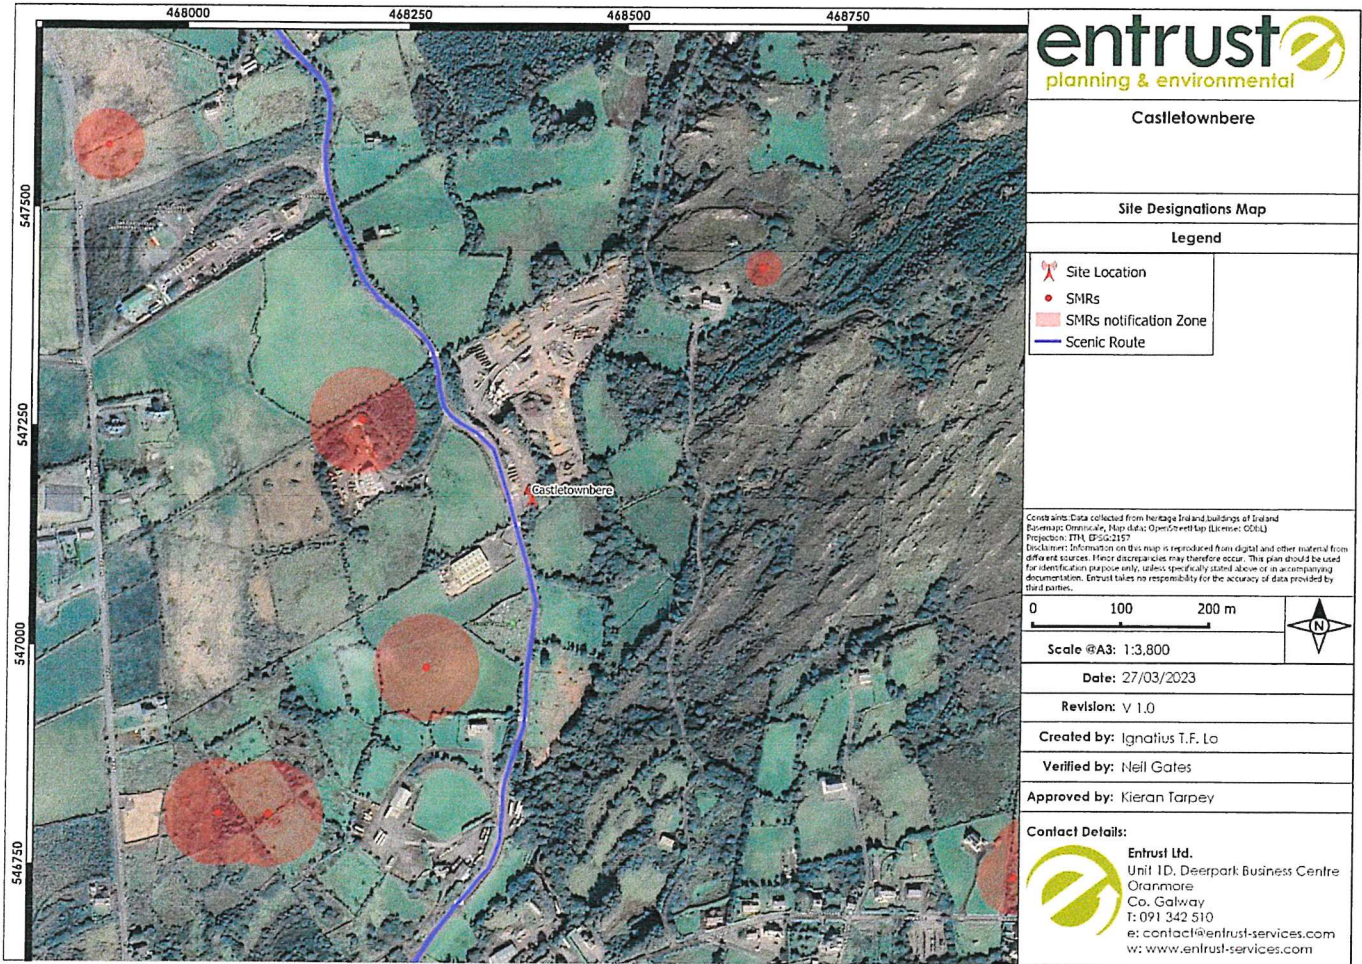 468000
468250
468500
468750
547500
547250
547000
546750
Castletownbere
entrust
planning & environmental
Castletownbere
Site Designations Map
Legend
Site Location
SMRs
SMRs notification Zone
Scenic Route
Constraints: Data collected from heritage Ireland, buildings of Ireland
Basemap: Omniscale, Map data: OpenStreetMap (License: ODbL)
Projection: ITM, EPSG:2157
Disclaimer: Information on this map is reproduced from digital and other material from
different sources. Minor discrepancies may therefore occur. This plan should be used
for identification purpose only, unless specifically stated above or in accompanying
documentation. Entrust takes no responsibility for the accuracy of data provided by
third parties.
0 100 200 m
N
Scale @A3: 1:3,800
Date: 27/03/2023
Revision: V 1.0
Created by: Ignatius T.F. Lo
Verified by: Neil Gates
Approved by: Kieran Tarpey
Contact Details:
Entrust Ltd.
Unit 1D, Deerpark Business Centre
Oranmore
Co. Galway
T: 091 342 510
e: contact@entrust-services.com
w: www.entrust-services.com